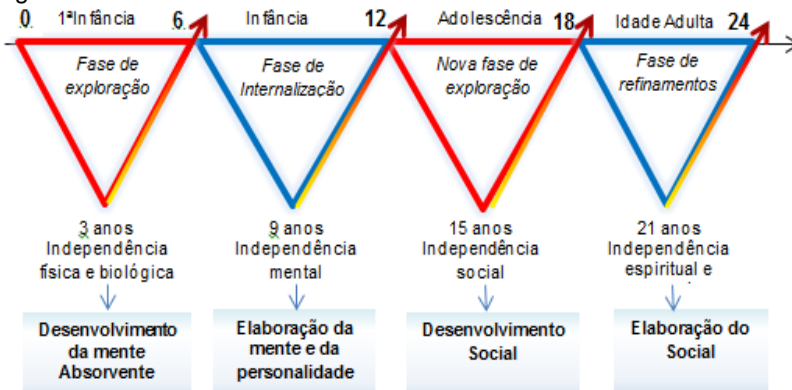 0 1ªInfância 6 Infância 12 Adolescência 18 Idade Adulta 24
Fase de
exploração
Fase de
Internalização
Nova fase de
exploração
Fase de
refinamentos
3 anos
Independência
física e biológica
9 anos
Independência
mental
15 anos
Independência
social
21 anos
Independência
espiritual e
Desenvolvimento
da mente
Absorvente
Elaboração da
mente e da
personalidade
Desenvolvimento
Social
Elaboração do
Social